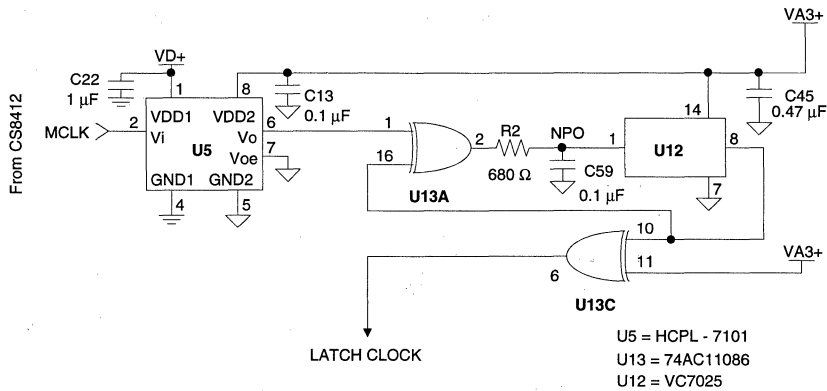 VA3+
VD+
C22
1 μF
1
8
C13
0.1 μF
C45
0.47 μF
From CS8412
MCLK
2
VDD1
VDD2
Vi
U5
Vo
6
Voe
7
GND1
GND2
4
5
1
16
2
U13A
R2
680 Ω
NPO
C59
0.1 μF
1
14
U12
8
7
10
11
6
U13C
VA3+
LATCH CLOCK
U5 = HCPL - 7101
U13 = 74AC11086
U12 = VC7025